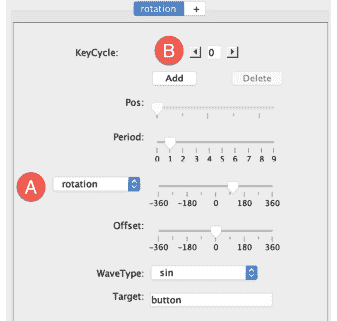 rotation +
KeyCycle: B 0
Add Delete
Pos:
Period:
0 1 2 3 4 5 6 7 8 9
A rotation
-360 -180 0 180 360
Offset:
-360 -180 0 180 360
WaveType: sin
Target: button